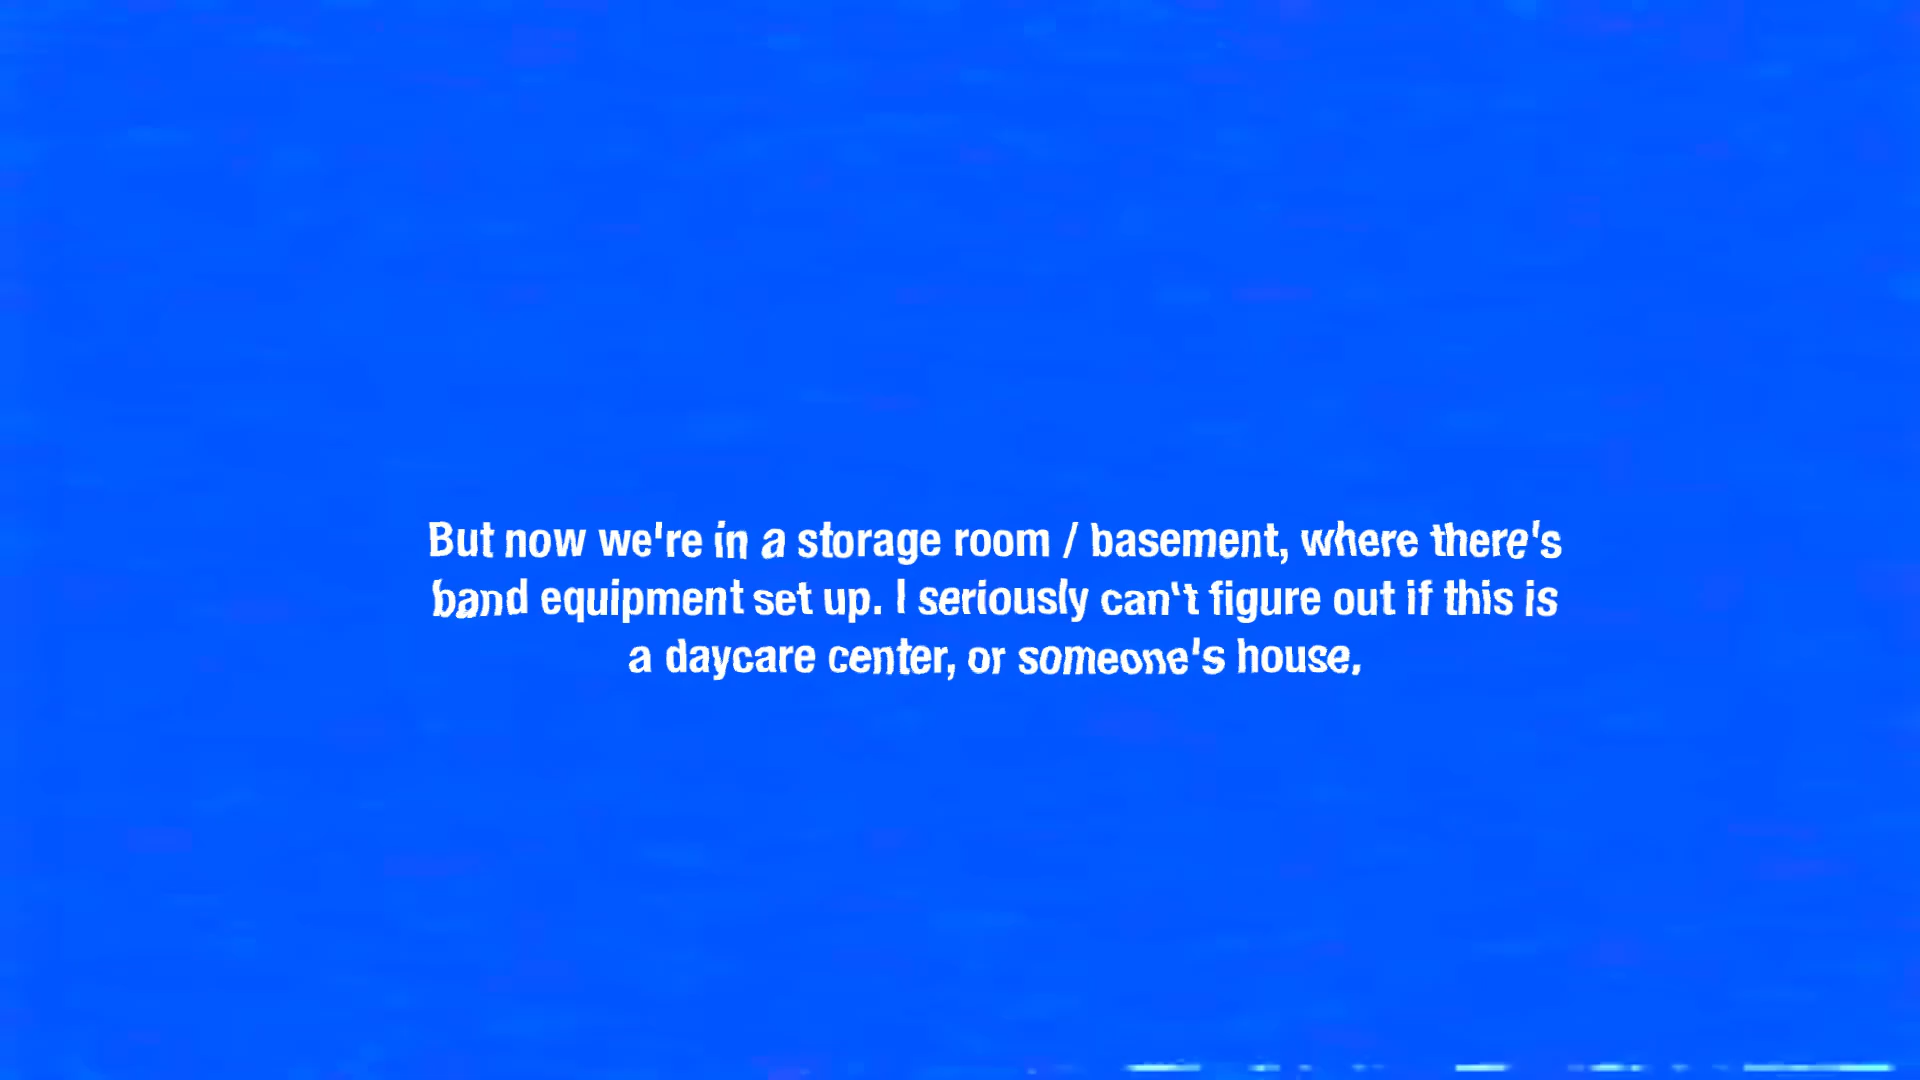 But now we're in a storage room / basement, where there's
band equipment set up. I seriously can't figure out if this is
a daycare center, or someone's house.